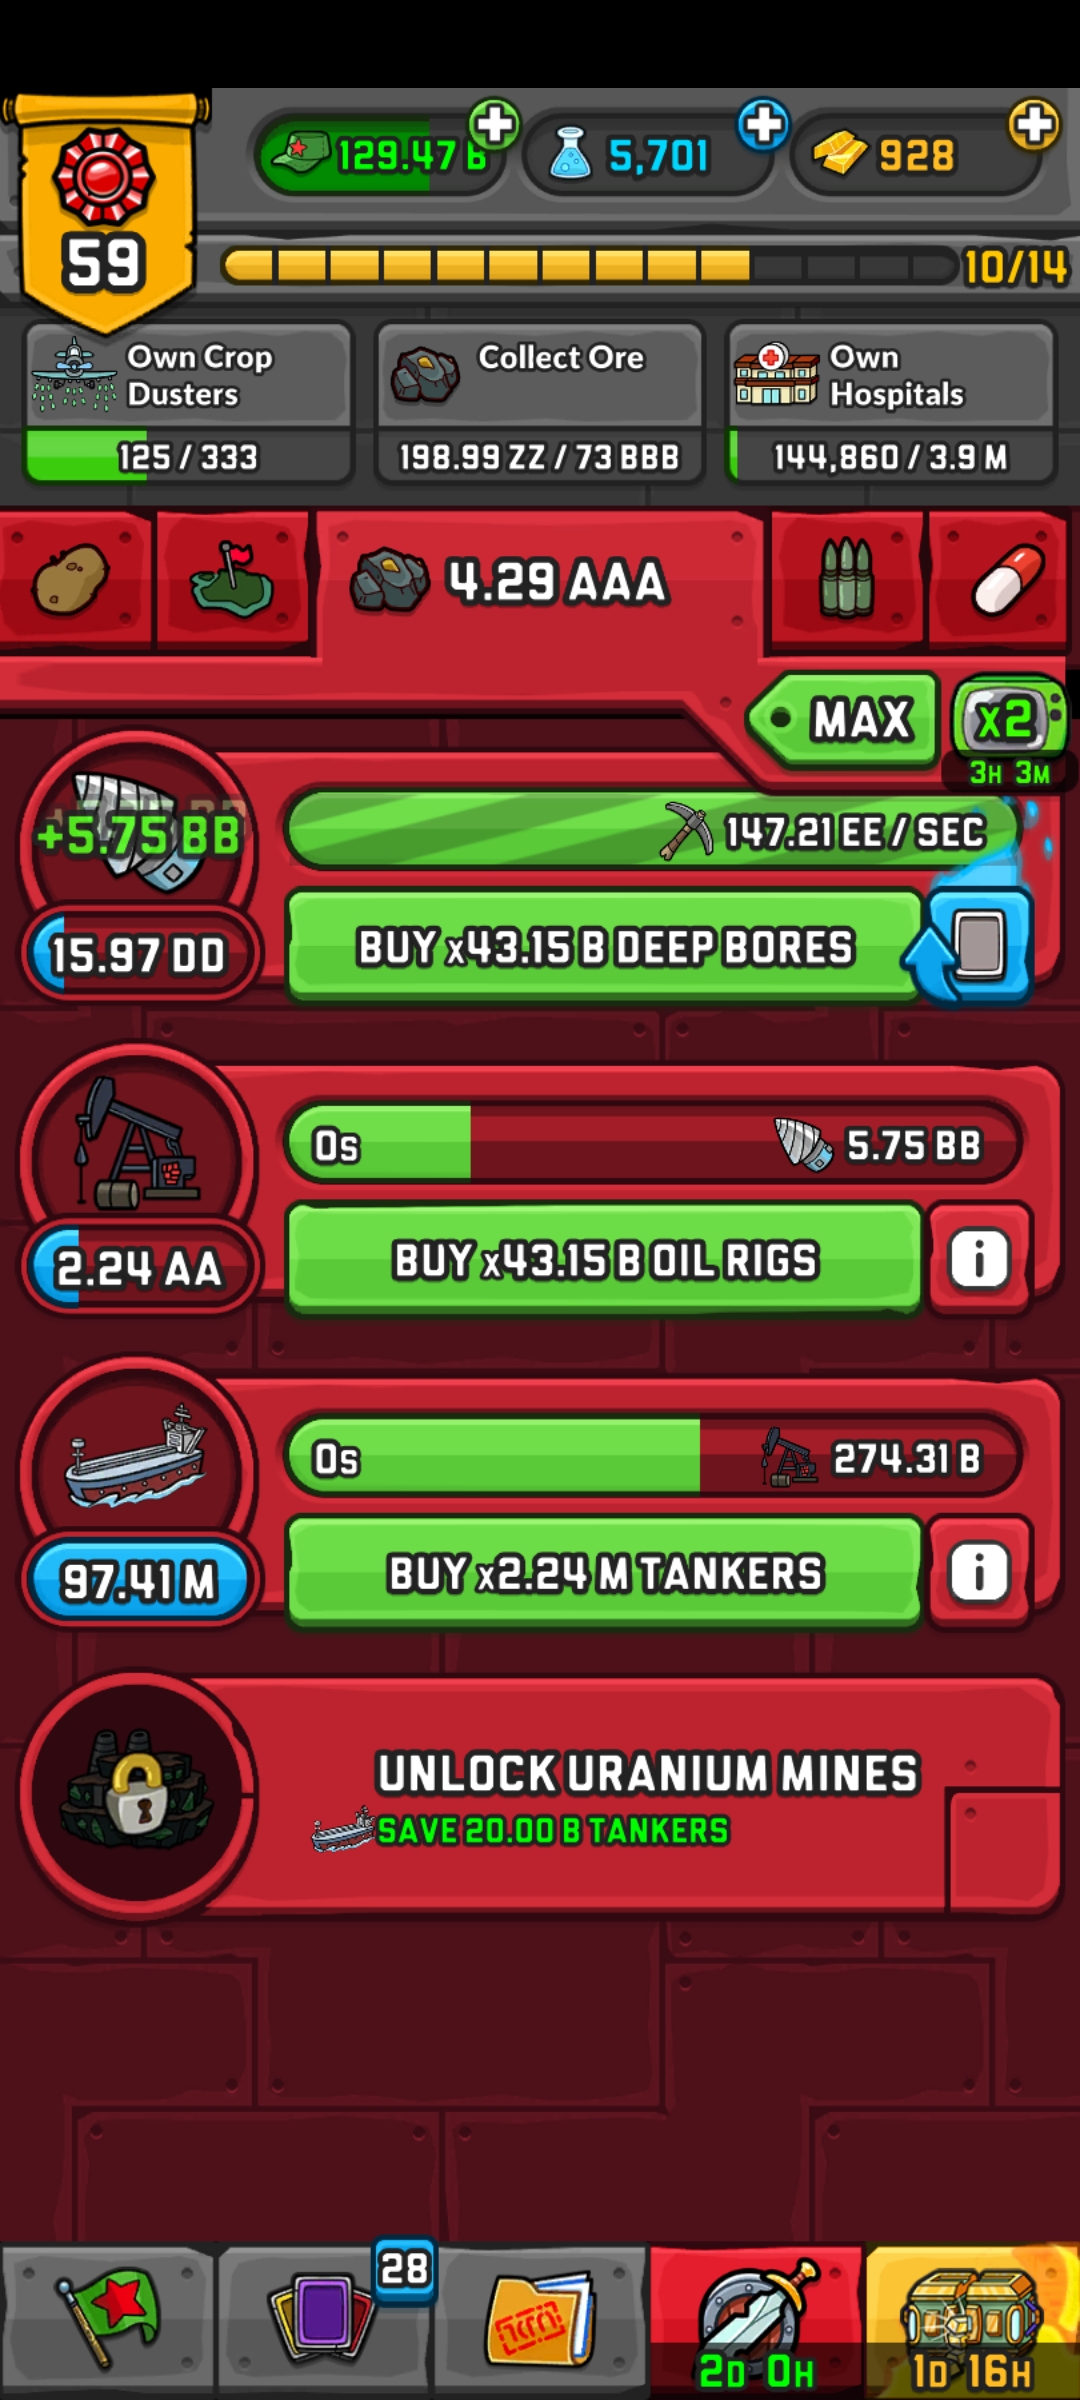 129.47 B
5,701
928
59
10/14
Own Crop
Dusters
125 / 333
Collect Ore
198.99 ZZ / 73 BBB
Own
Hospitals
144,860 / 3.9 M
4.29 AAA
MAX
x2
3H 3M
+5.75 BB
147.21 EE / SEC
15.97 DD
BUY x43.15 B DEEP BORES
0s
5.75 BB
2.24 AA
BUY x43.15 B OIL RIGS
i
0s
274.31 B
97.41 M
BUY x2.24 M TANKERS
i
UNLOCK URANIUM MINES
SAVE 20.00 B TANKERS
28
2D 0H
1D 16H